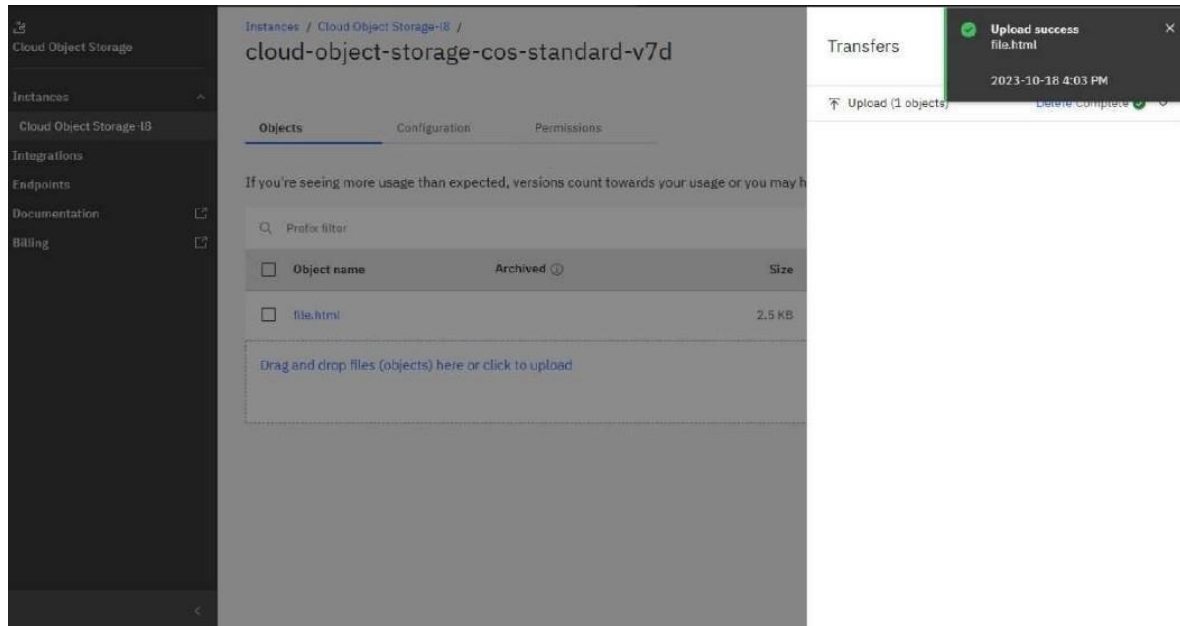 Cloud Object Storage
Instances
Cloud Object Storage-l8
Integrations
Endpoints
Documentation
Billing
Instances / Cloud Object Storage-l8 /
cloud-object-storage-cos-standard-v7d
Objects Configuration Permissions
If you're seeing more usage than expected, versions count towards your usage or you may h
Prefix filter
Object name Archived Size
file.html 2.5 KB
Drag and drop files (objects) here or click to upload
Transfers
Upload (1 objects) Delete Complete
Upload success
file.html
2023-10-18 4:03 PM